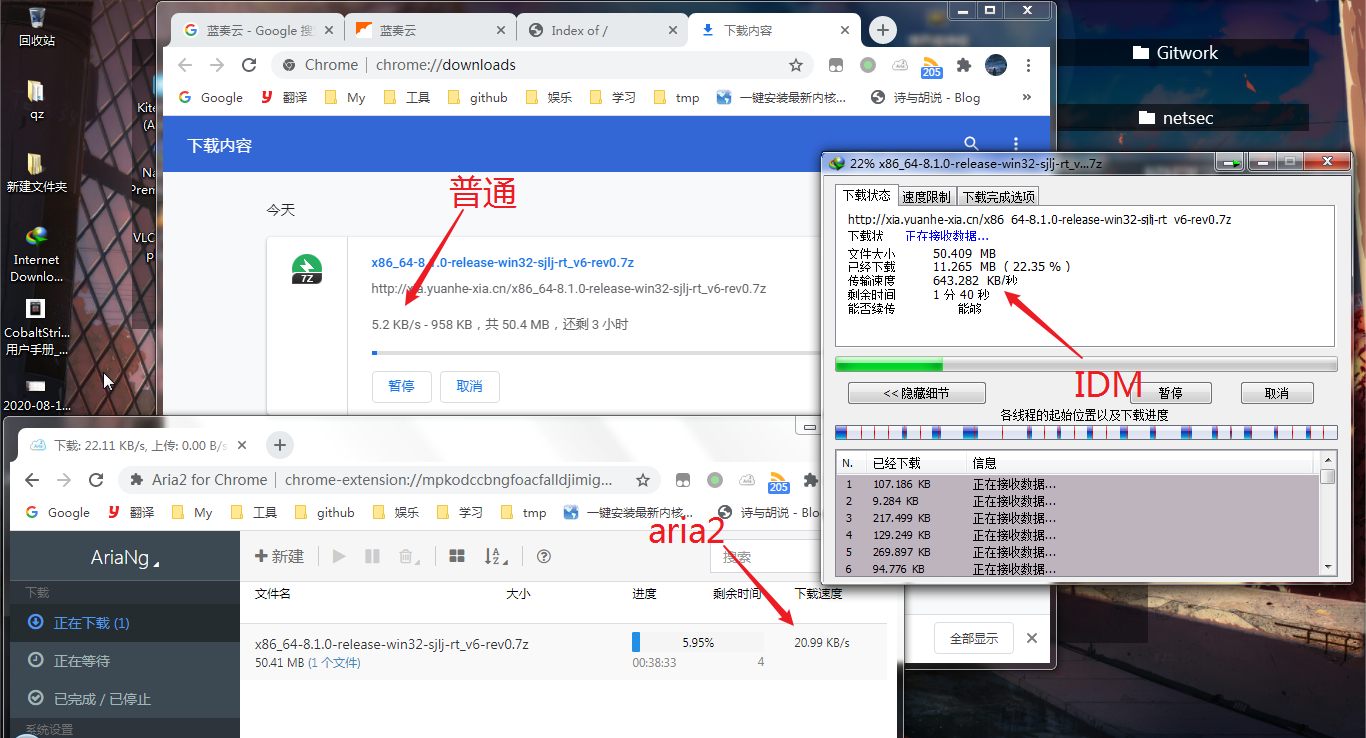 回收站
qz
新建文件夹
Internet
Downlo...
CobaltStri...
用户手册_...
2020-08-1...
Kite
(A
Na
Prem
VLC
p
Gitwork
netsec
蓝奏云 - Google 搜
蓝奏云
Index of /
下载内容
Chrome | chrome://downloads
205
Google
翻译
My
工具
github
娱乐
学习
tmp
一键安装最新内核...
诗与胡说 - Blog
»
下载内容
普通
今天
7Z
x86_64-8.1.0-release-win32-sjlj-rt_v6-rev0.7z
http://xia.yuanhe-xia.cn/x86_64-8.1.0-release-win32-sjlj-rt_v6-rev0.7z
5.2 KB/s - 958 KB，共 50.4 MB，还剩 3 小时
暂停
取消
全部显示
22% x86_64-8.1.0-release-win32-sjlj-rt_v...7z
下载状态
速度限制
下载完成选项
http://xia.yuanhe-xia.cn/x86 64-8.1.0-release-win32-sjlj-rt v6-rev0.7z
下载状 正在接收数据...
文件大小 50.409 MB
已经下载 11.265 MB ( 22.35 % )
传输速度 643.282 KB/秒
剩余时间 1 分 40 秒
能否续传 能够
IDM
<< 隐藏细节
暂停
取消
各线程的起始位置以及下载进度
N. 已经下载 信息
1 107.186 KB 正在接收数据...
2 9.284 KB 正在接收数据...
3 217.499 KB 正在接收数据...
4 129.249 KB 正在接收数据...
5 269.897 KB 正在接收数据...
6 94.776 KB 正在接收数据...
下载: 22.11 KB/s, 上传: 0.00 B/s
Aria2 for Chrome | chrome-extension://mpkodccbngfoacfalldjimig...
205
Google
翻译
My
工具
github
娱乐
学习
tmp
一键安装最新内核...
诗与胡说 - Blo
aria2
AriaNg
新建
搜索
下载
正在下载 (1)
正在等待
已完成 / 已停止
系统设置
文件名 大小 进度 剩余时间 下载速度
x86_64-8.1.0-release-win32-sjlj-rt_v6-rev0.7z 5.95% 20.99 KB/s
50.41 MB (1 个文件) 00:38:33 4